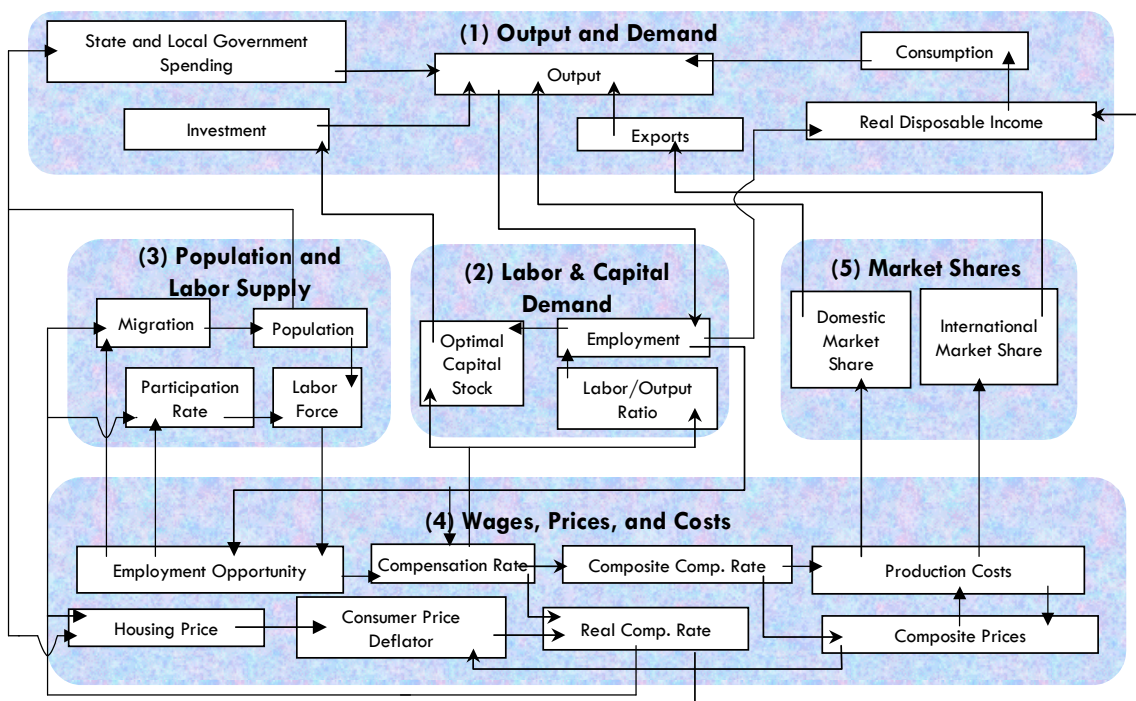 (1) Output and Demand
State and Local Government
Spending
Output
Consumption
Investment
Exports
Real Disposable Income
(3) Population and
Labor Supply
Migration
Population
Participation
Rate
Labor
Force
(2) Labor & Capital
Demand
Optimal
Capital
Stock
Employment
Labor/Output
Ratio
(5) Market Shares
Domestic
Market
Share
International
Market Share
(4) Wages, Prices, and Costs
Employment Opportunity
Compensation Rate
Composite Comp. Rate
Production Costs
Housing Price
Consumer Price
Deflator
Real Comp. Rate
Composite Prices